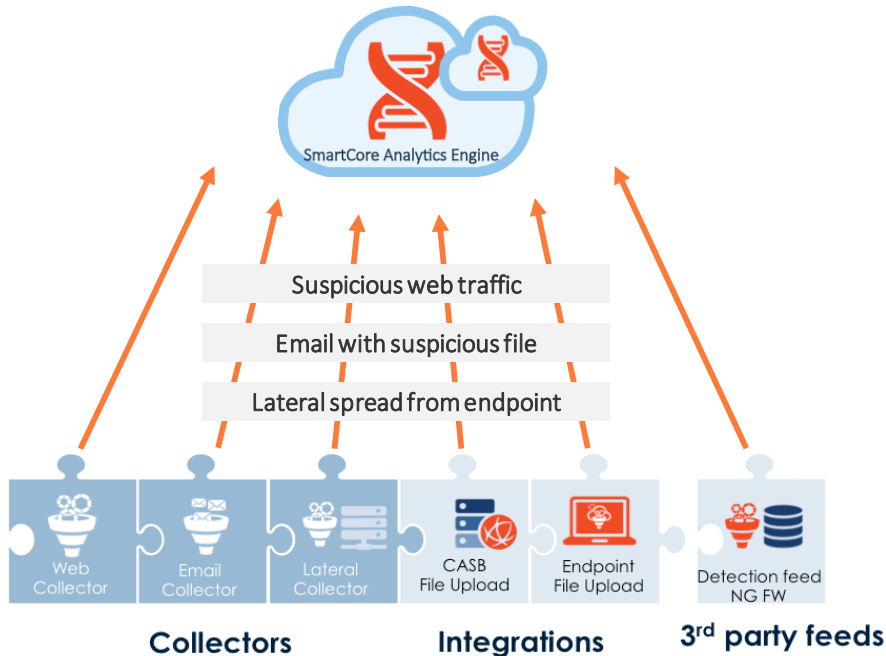 SmartCore Analytics Engine
Suspicious web traffic
Email with suspicious file
Lateral spread from endpoint
Web
Collector
Email
Collector
Lateral
Collector
CASB
File Upload
Endpoint
File Upload
Detection feed
NG FW
Collectors
Integrations
3rd party feeds